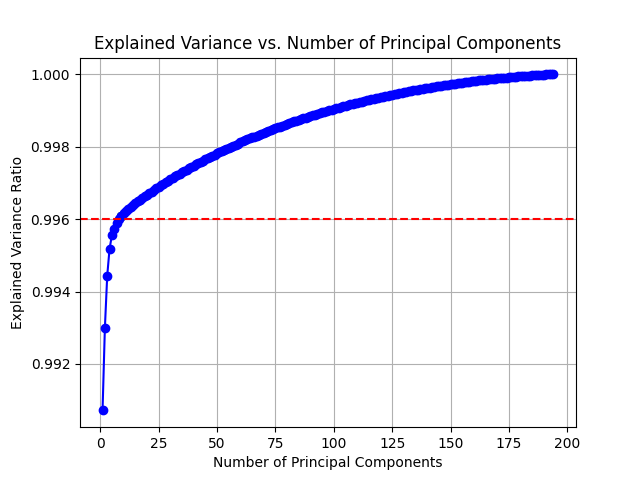 Explained Variance vs. Number of Principal Components
1.000
0.998
0.996
0.994
0.992
Explained Variance Ratio
0 25 50 75 100 125 150 175 200
Number of Principal Components